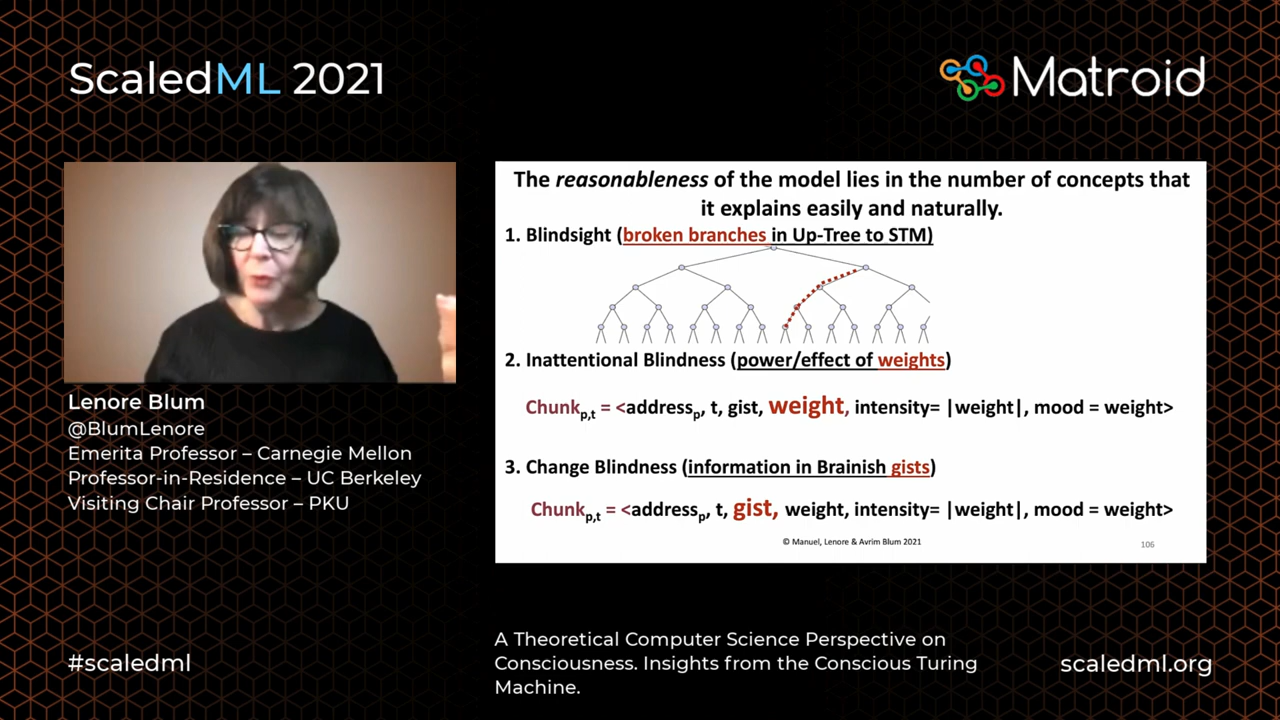 ScaledML 2021
Matroid
The reasonableness of the model lies in the number of concepts that
it explains easily and naturally.
1. Blindsight (broken branches in Up-Tree to STM)
2. Inattentional Blindness (power/effect of weights)
Chunkp,t = <addressp, t, gist, weight, intensity= |weight|, mood = weight>
3. Change Blindness (information in Brainish gists)
Chunkp,t = <addressp, t, gist, weight, intensity= |weight|, mood = weight>
© Manuel, Lenore & Avrim Blum 2021
106
Lenore Blum
@BlumLenore
Emerita Professor – Carnegie Mellon
Professor-in-Residence – UC Berkeley
Visiting Chair Professor – PKU
#scaledml
A Theoretical Computer Science Perspective on
Consciousness. Insights from the Conscious Turing
Machine.
scaledml.org